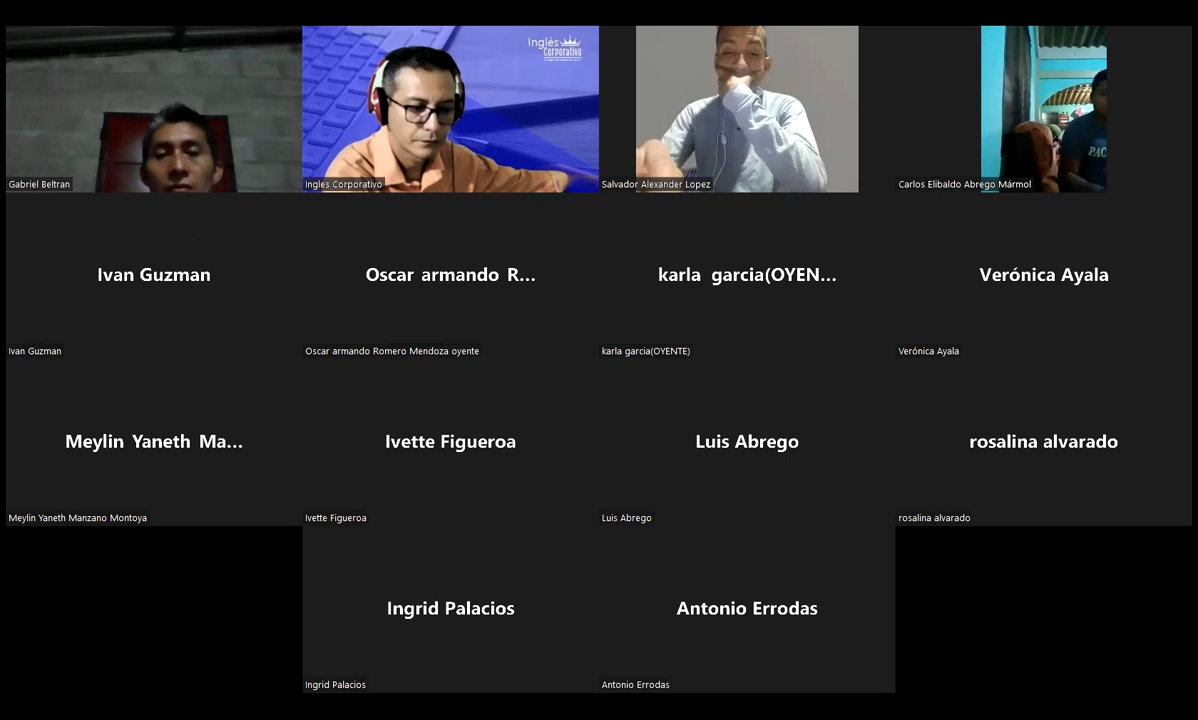 Inglés
Corporativo
Gabriel Beltran
Ingles Corporativo
Salvador Alexander Lopez
PAC
Carlos Elibaldo Abrego Mármol
Ivan Guzman
Oscar armando R...
karla garcia(OYEN...
Verónica Ayala
Ivan Guzman
Oscar armando Romero Mendoza oyente
karla garcia(OYENTE)
Verónica Ayala
Meylin Yaneth Ma...
Ivette Figueroa
Luis Abrego
rosalina alvarado
Meylin Yaneth Manzano Montoya
Ivette Figueroa
Luis Abrego
rosalina alvarado
Ingrid Palacios
Antonio Errodas
Ingrid Palacios
Antonio Errodas